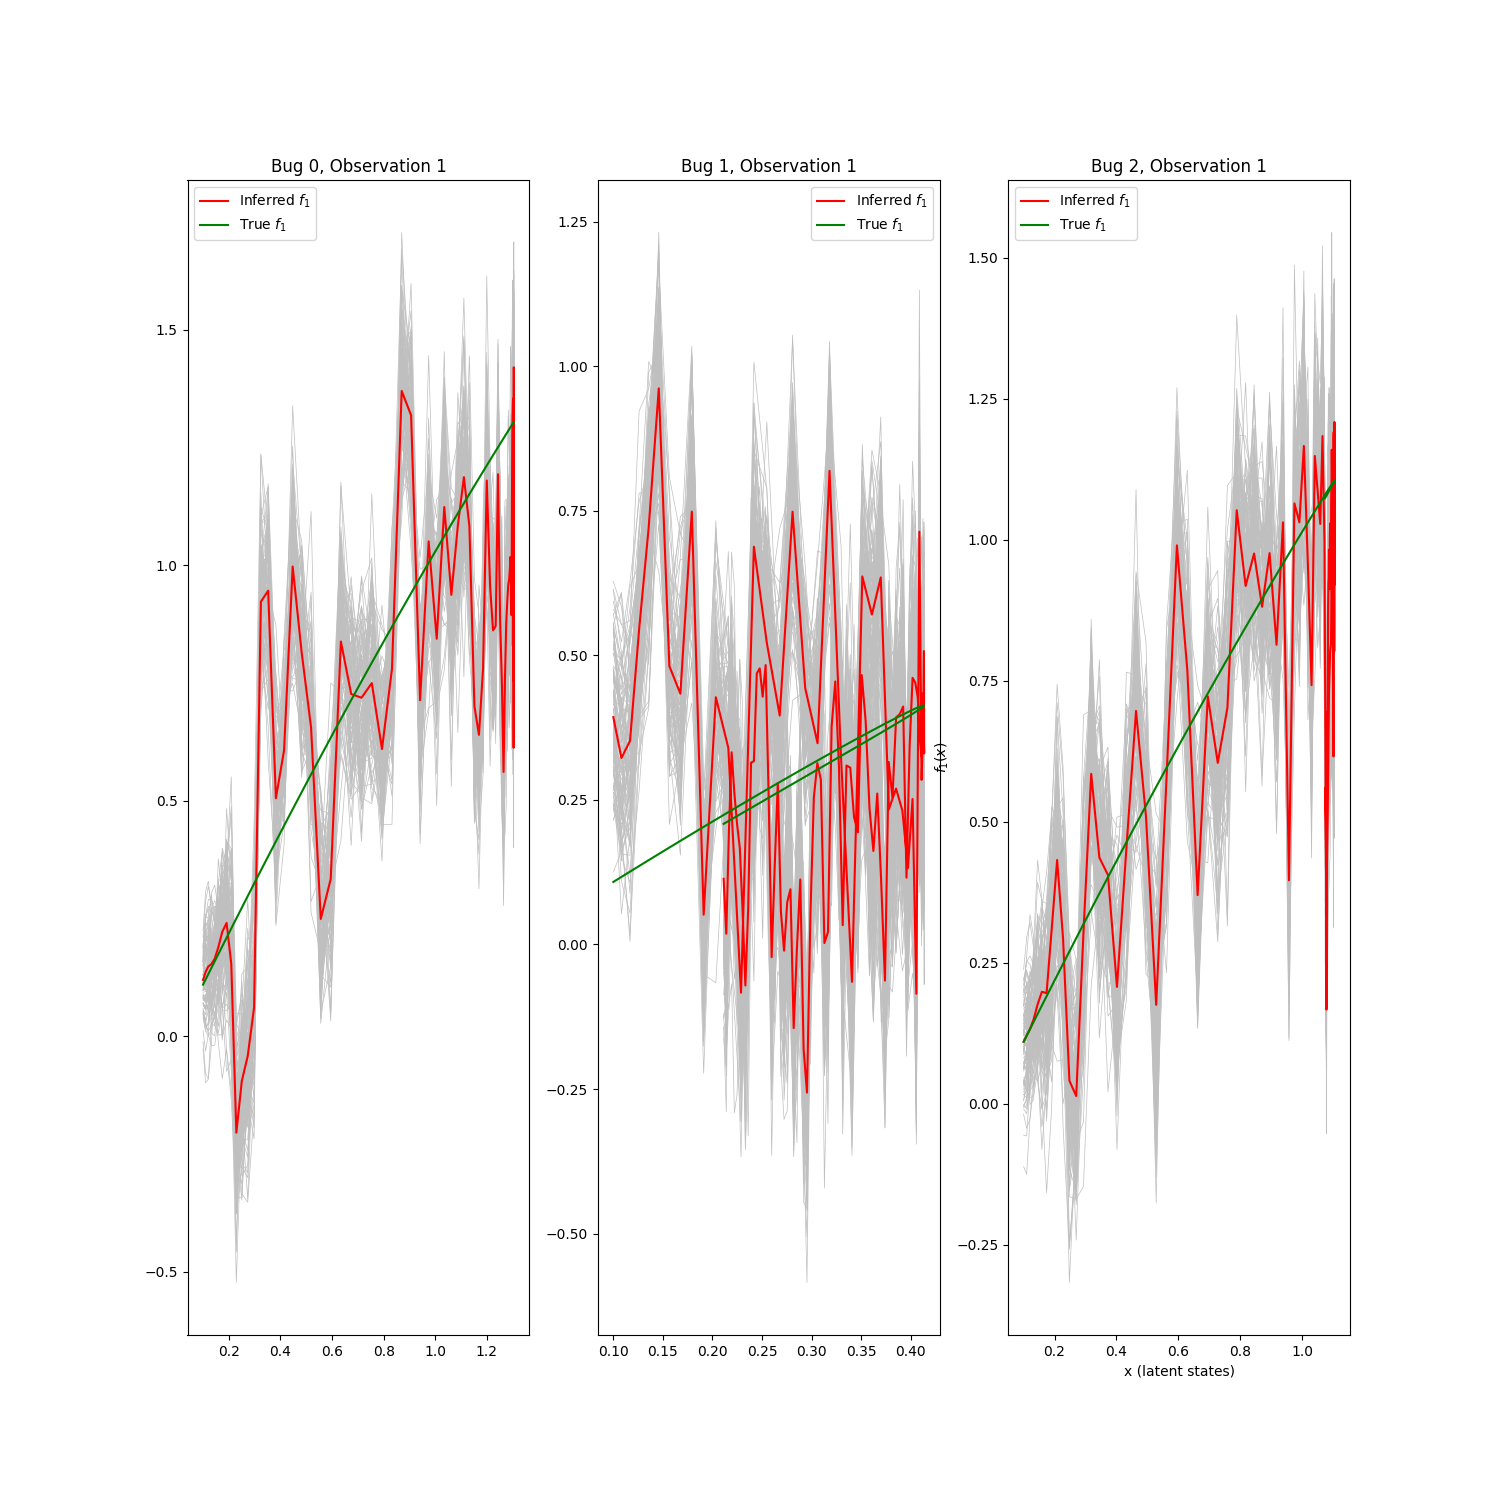 Bug 0, Observation 1
Inferred f₁
True f₁
1.5
1.0
0.5
0.0
−0.5
0.2 0.4 0.6 0.8 1.0 1.2
Bug 1, Observation 1
Inferred f₁
True f₁
1.25
1.00
0.75
0.50
0.25
0.00
−0.25
−0.50
0.10 0.15 0.20 0.25 0.30 0.35 0.40
Bug 2, Observation 1
Inferred f₁
True f₁
f₁(x)
1.50
1.25
1.00
0.75
0.50
0.25
0.00
−0.25
0.2 0.4 0.6 0.8 1.0
x (latent states)